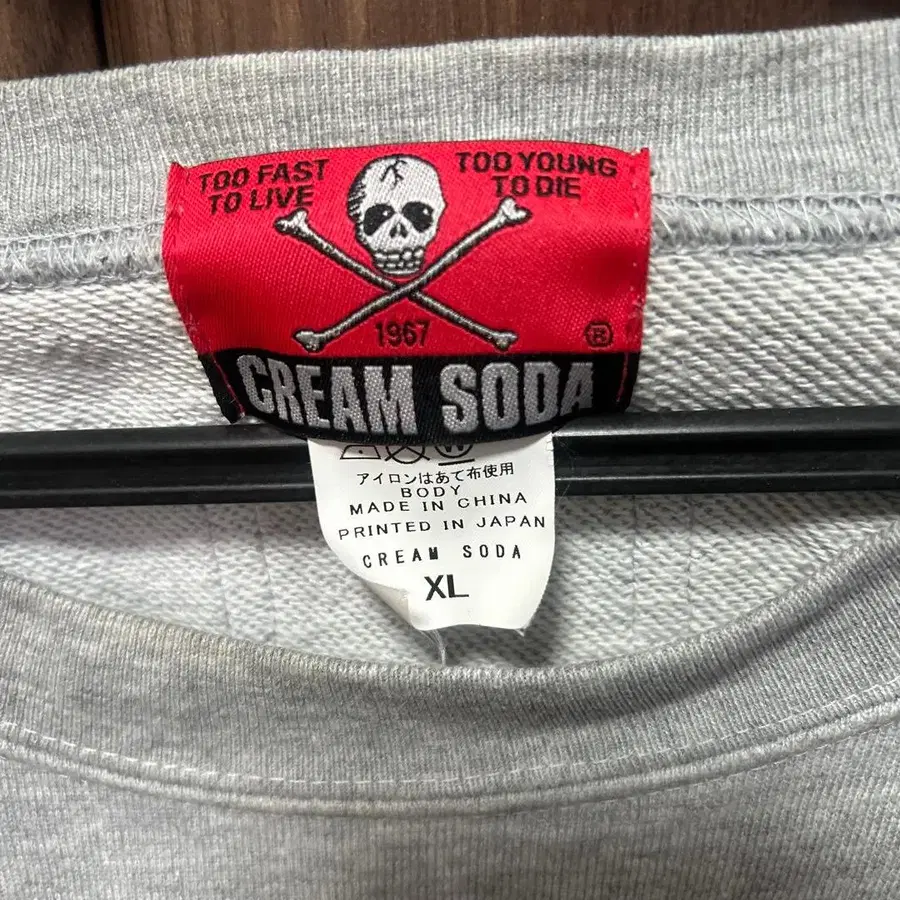 TOO FAST
TO LIVE
TOO YOUNG
TO DIE
1967
®
CREAM SODA
アイロンはあて布使用
BODY
MADE IN CHINA
PRINTED IN JAPAN
CREAM SODA
XL